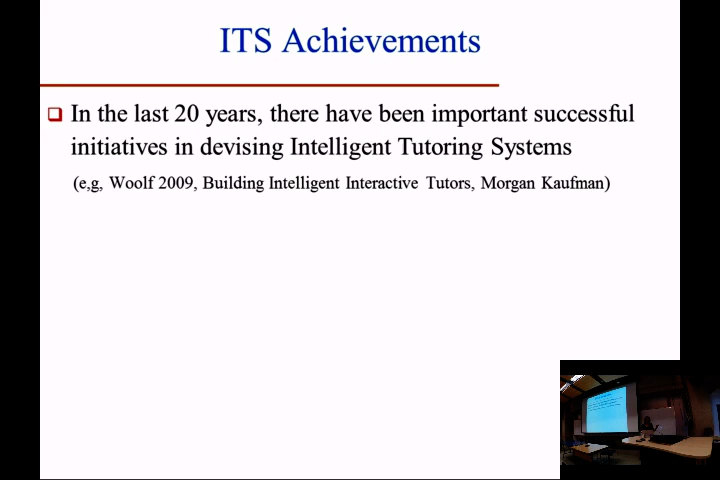 ITS Achievements
In the last 20 years, there have been important successful
initiatives in devising Intelligent Tutoring Systems
(e,g, Woolf 2009, Building Intelligent Interactive Tutors, Morgan Kaufman)